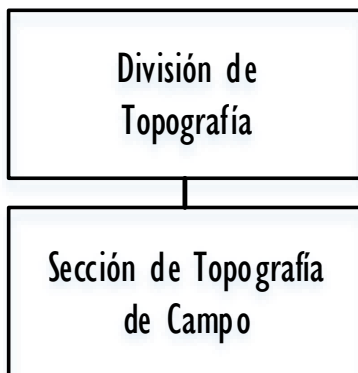 División de
Topografía
Sección de Topografía
de Campo